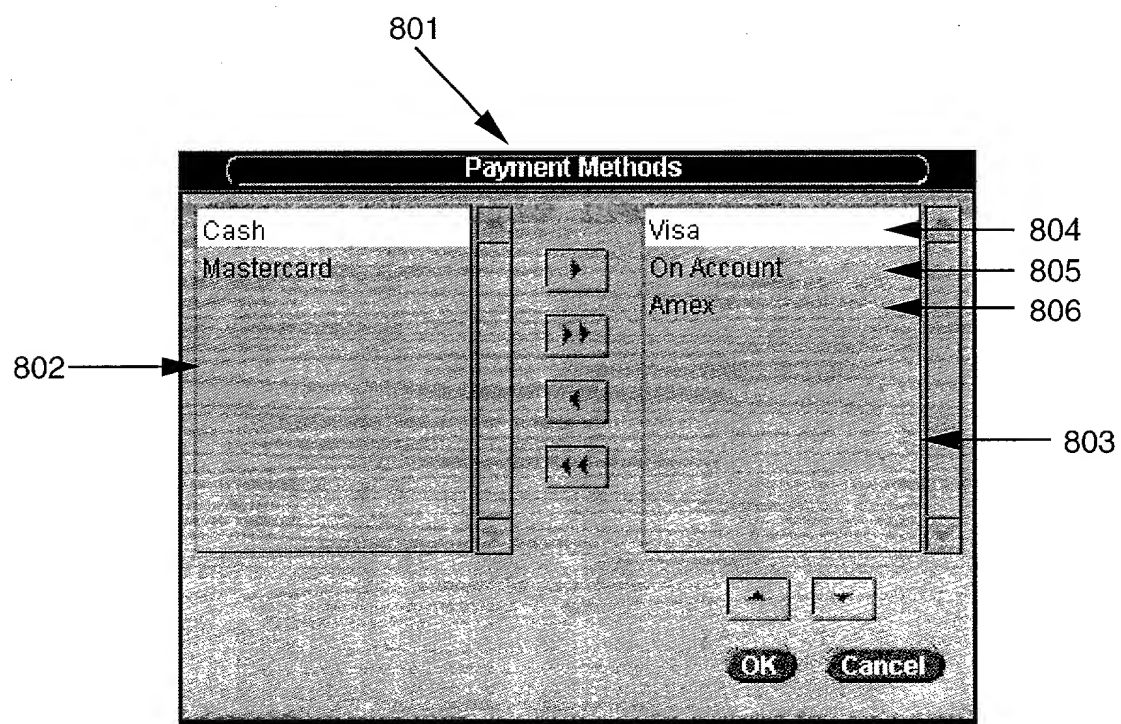 801
Payment Methods
Cash
Mastercard
Visa
On Account
Amex
804
805
806
802
803
OK
Cancel